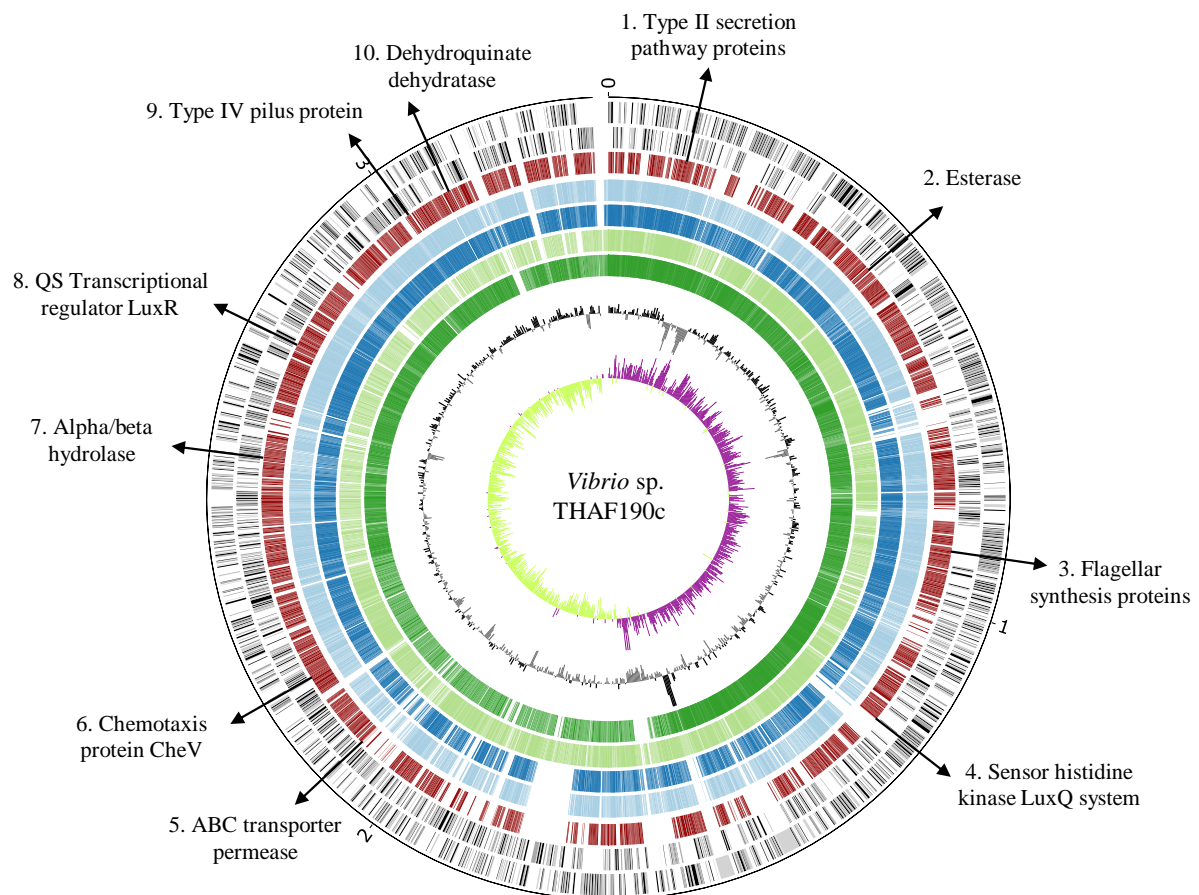 1. Type II secretion
pathway proteins
10. Dehydroquinate
dehydratase
9. Type IV pilus protein
0
3
2. Esterase
8. QS Transcriptional
regulator LuxR
7. Alpha/beta
hydrolase
Vibrio sp.
THAF190c
3. Flagellar
synthesis proteins
1
6. Chemotaxis
protein CheV
4. Sensor histidine
kinase LuxQ system
5. ABC transporter
permease
2